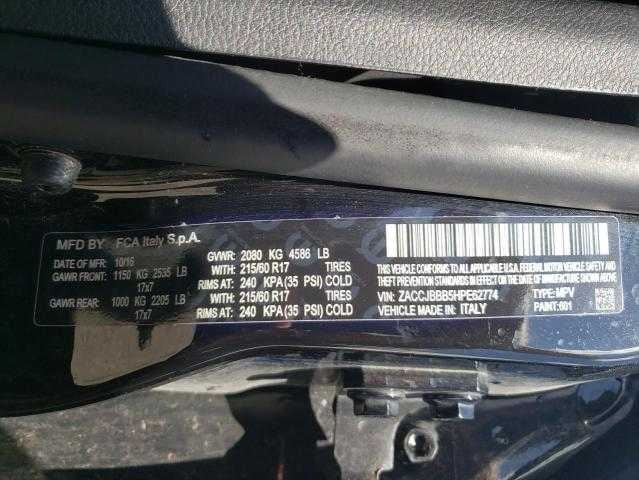 MFD BY: FCA Italy S.p.A.
DATE OF MFR: 10/16
GAWR FRONT: 1150 KG 2535 LB
17x7
GAWR REAR: 1000 KG 2205 LB
17x7
GVWR: 2080 KG 4586 LB
WITH: 215/60 R17 TIRES
RIMS AT: 240 KPA (35 PSI) COLD
WITH: 215/60 R17 TIRES
RIMS AT: 240 KPA (35 PSI) COLD
THIS VEHICLE CONFORMS TO ALL APPLICABLE
U.S.A. FEDERAL MOTOR VEHICLE SAFETY, BUMPER, AND
THEFT PREVENTION STANDARDS IN EFFECT ON THE DATE OF
MANUFACTURE SHOWN ABOVE.
VIN: ZACCJBBB5HPE62774 TYPE: MPV
VEHICLE MADE IN: ITALY PAINT: 601